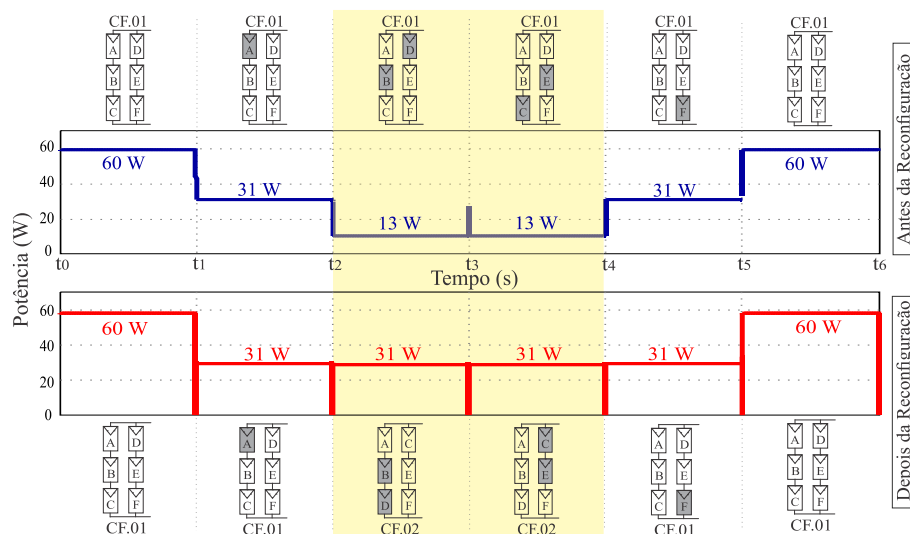 CF.01 CF.01 CF.01 CF.01 CF.01 CF.01
A D A D A D A D A D A D
B E B E B E B E B E B E
C F C F C F C F C F C F
Antes da Reconfiguração
Potência (W)
60
40
20
0
60 W
31 W
13 W
13 W
31 W
60 W
t0 t1 t2 t3 t4 t5 t6
Tempo (s)
60
40
20
0
60 W
31 W
31 W
31 W
31 W
60 W
Depois da Reconfiguração
A D A D A C A C A D A D
B E B E B E B E B E B E
C F C F D F D F C F C F
CF.01 CF.01 CF.02 CF.02 CF.01 CF.01